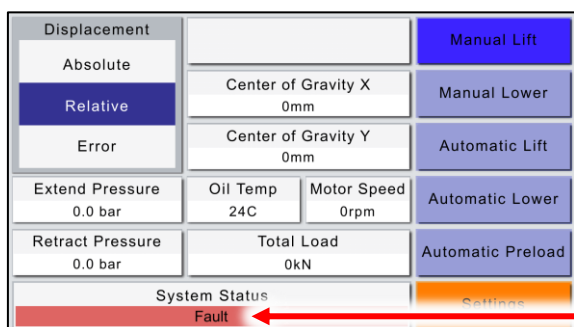 Displacement
Absolute
Relative
Error
Center of Gravity X
0mm
Center of Gravity Y
0mm
Extend Pressure
0.0 bar
Oil Temp
24C
Motor Speed
0rpm
Retract Pressure
0.0 bar
Total Load
0kN
System Status
Fault
Manual Lift
Manual Lower
Automatic Lift
Automatic Lower
Automatic Preload
Settings